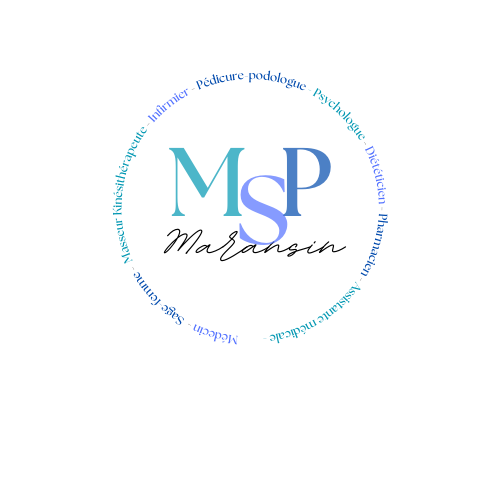 Médecin - Sage femme - Masseur Kinésithérapeute - Infirmier - Pédicure-podologue - Psychologue - Diététicien - Pharmacien - Assistante médicale -
MSP
Maransin